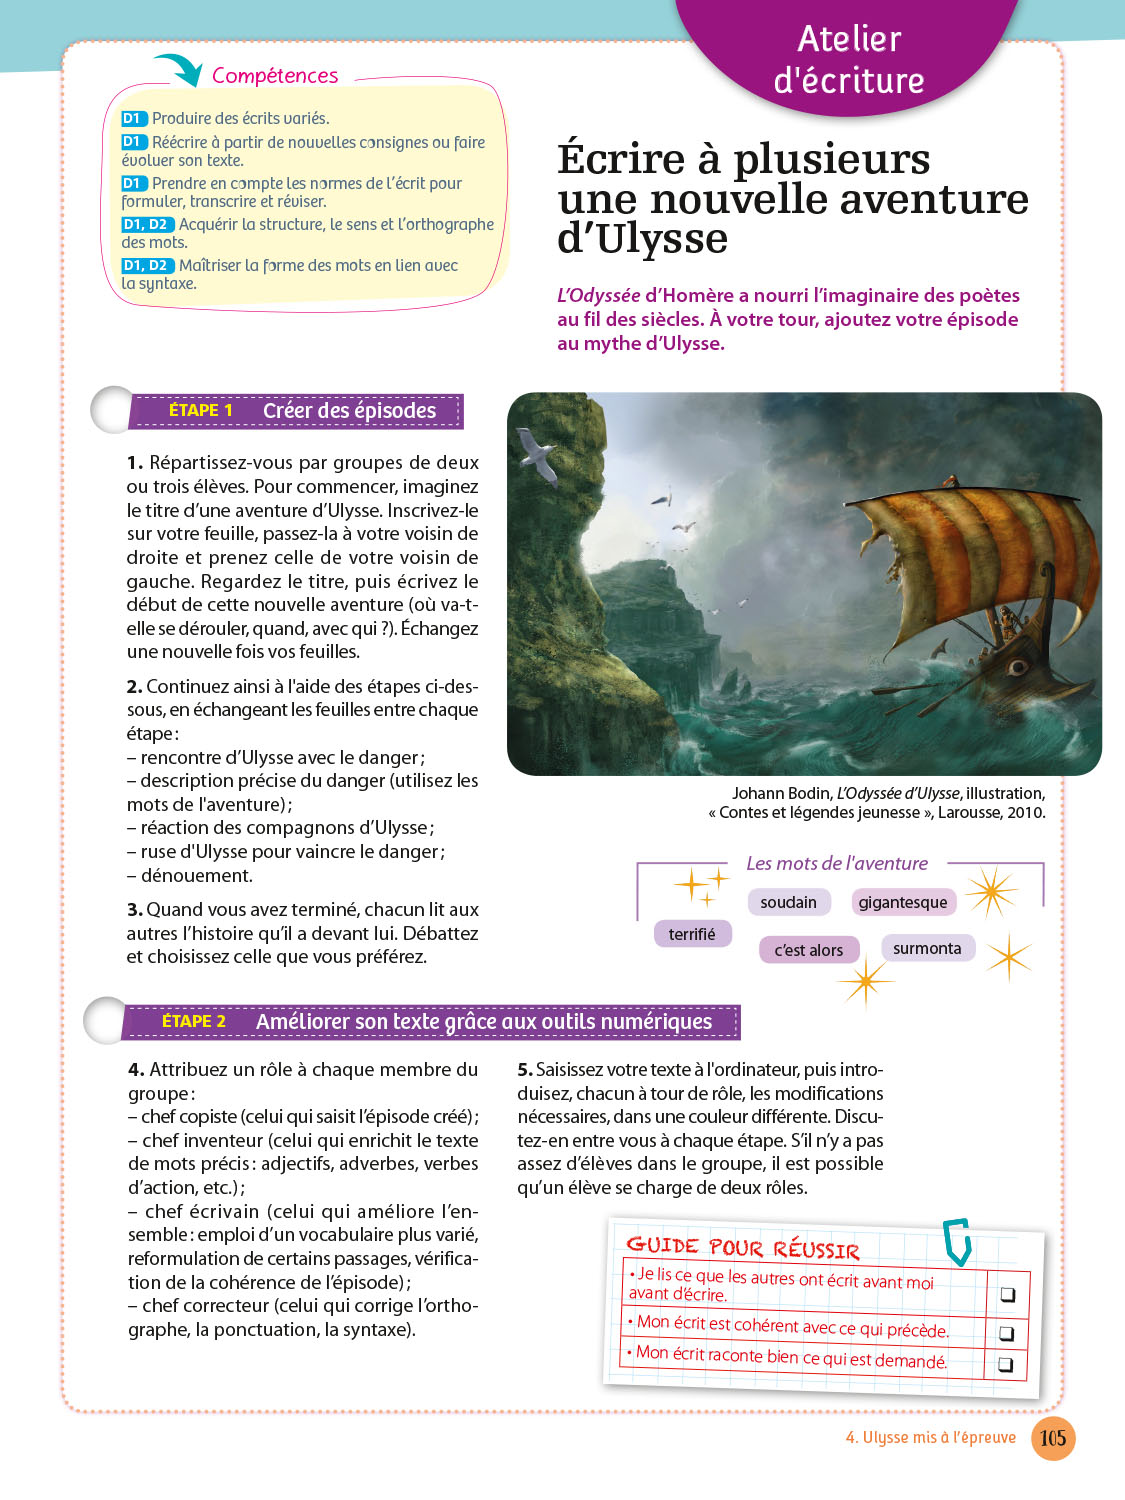 Atelier
d'écriture
Compétences
D1 Produire des écrits variés.
D1 Réécrire à partir de nouvelles consignes ou faire
évoluer son texte.
D1 Prendre en compte les normes de l'écrit pour
formuler, transcrire et réviser.
D1, D2 Acquérir la structure, le sens et l'orthographe
des mots.
D1, D2 Maîtriser la forme des mots en lien avec
la syntaxe.
Écrire à plusieurs
une nouvelle aventure
d'Ulysse
L'Odyssée d'Homère a nourri l'imaginaire des poètes
au fil des siècles. À votre tour, ajoutez votre épisode
au mythe d'Ulysse.
ÉTAPE 1 Créer des épisodes
1. Répartissez-vous par groupes de deux
ou trois élèves. Pour commencer, imaginez
le titre d'une aventure d'Ulysse. Inscrivez-le
sur votre feuille, passez-la à votre voisin de
droite et prenez celle de votre voisin de
gauche. Regardez le titre, puis écrivez le
début de cette nouvelle aventure (où va-t-
elle se dérouler, quand, avec qui ?). Échangez
une nouvelle fois vos feuilles.
2. Continuez ainsi à l'aide des étapes ci-des-
sous, en échangeant les feuilles entre chaque
étape :
– rencontre d'Ulysse avec le danger ;
– description précise du danger (utilisez les
mots de l'aventure) ;
– réaction des compagnons d'Ulysse ;
– ruse d'Ulysse pour vaincre le danger ;
– dénouement.
3. Quand vous avez terminé, chacun lit aux
autres l'histoire qu'il a devant lui. Débattez
et choisissez celle que vous préférez.
Johann Bodin, L'Odyssée d'Ulysse, illustration,
« Contes et légendes jeunesse », Larousse, 2010.
Les mots de l'aventure
soudain gigantesque
terrifié
c'est alors surmonta
ÉTAPE 2 Améliorer son texte grâce aux outils numériques
4. Attribuez un rôle à chaque membre du
groupe :
– chef copiste (celui qui saisit l'épisode créé) ;
– chef inventeur (celui qui enrichit le texte
de mots précis : adjectifs, adverbes, verbes
d'action, etc.) ;
– chef écrivain (celui qui améliore l'en-
semble : emploi d'un vocabulaire plus varié,
reformulation de certains passages, vérifica-
tion de la cohérence de l'épisode) ;
– chef correcteur (celui qui corrige l'ortho-
graphe, la ponctuation, la syntaxe).
5. Saisissez votre texte à l'ordinateur, puis intro-
duisez, chacun à tour de rôle, les modifications
nécessaires, dans une couleur différente. Discu-
tez-en entre vous à chaque étape. S'il n'y a pas
assez d'élèves dans le groupe, il est possible
qu'un élève se charge de deux rôles.
GUIDE POUR RÉUSSIR
• Je lis ce que les autres ont écrit avant moi
avant d'écrire.
• Mon écrit est cohérent avec ce qui précède.
• Mon écrit raconte bien ce qui est demandé.
4. Ulysse mis à l'épreuve 105